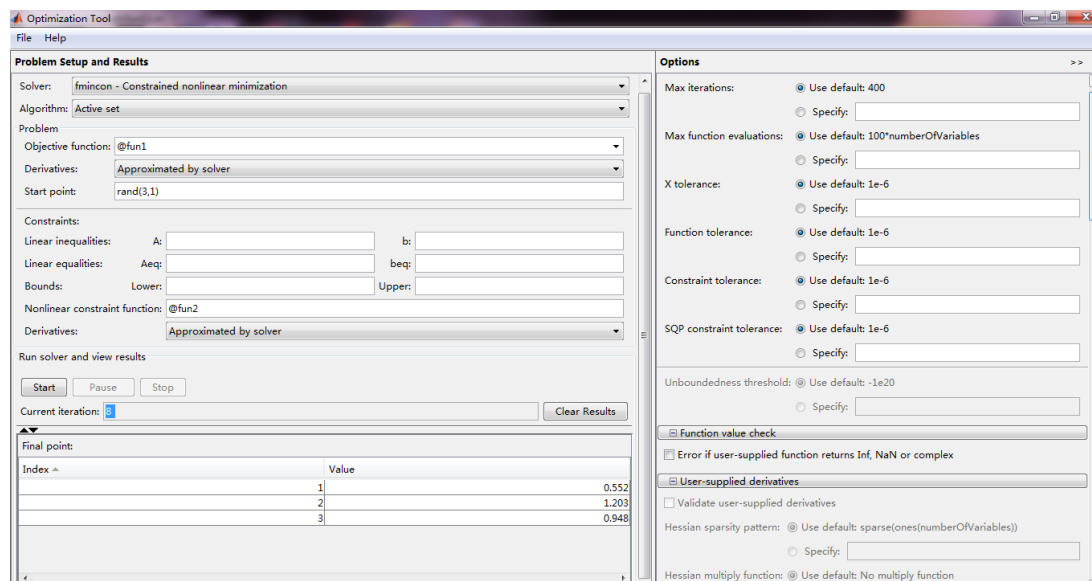 Optimization Tool
File Help
Problem Setup and Results
Solver: fmincon - Constrained nonlinear minimization
Algorithm: Active set
Problem
Objective function: @fun1
Derivatives: Approximated by solver
Start point: rand(3,1)
Constraints:
Linear inequalities: A: b:
Linear equalities: Aeq: beq:
Bounds: Lower: Upper:
Nonlinear constraint function: @fun2
Derivatives: Approximated by solver
Run solver and view results
Start Pause Stop
Current iteration: 8 Clear Results
Final point:
Index Value
1 0.552
2 1.203
3 0.948
Options >>
Max iterations: Use default: 400
Specify:
Max function evaluations: Use default: 100*numberOfVariables
Specify:
X tolerance: Use default: 1e-6
Specify:
Function tolerance: Use default: 1e-6
Specify:
Constraint tolerance: Use default: 1e-6
Specify:
SQP constraint tolerance: Use default: 1e-6
Specify:
Unboundedness threshold: Use default: -1e20
Specify:
Function value check
Error if user-supplied function returns Inf, NaN or complex
User-supplied derivatives
Validate user-supplied derivatives
Hessian sparsity pattern: Use default: sparse(ones(numberOfVariables))
Specify:
Hessian multiply function: Use default: No multiply function